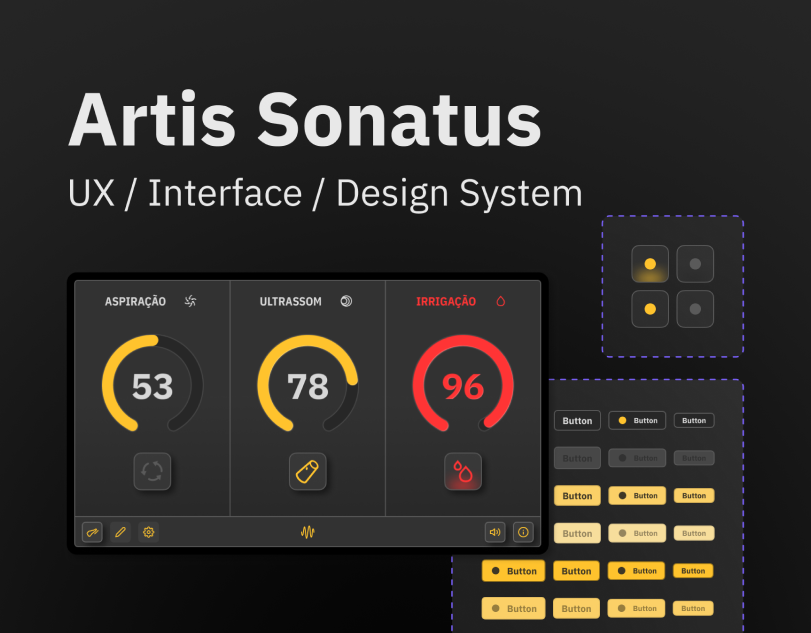 Artis Sonatus
UX / Interface / Design System
ASPIRAÇÃO
ULTRASSOM
IRRIGAÇÃO
53
78
96
Button Button Button
Button Button Button
Button Button Button
Button Button Button
Button Button Button Button
Button Button Button Button